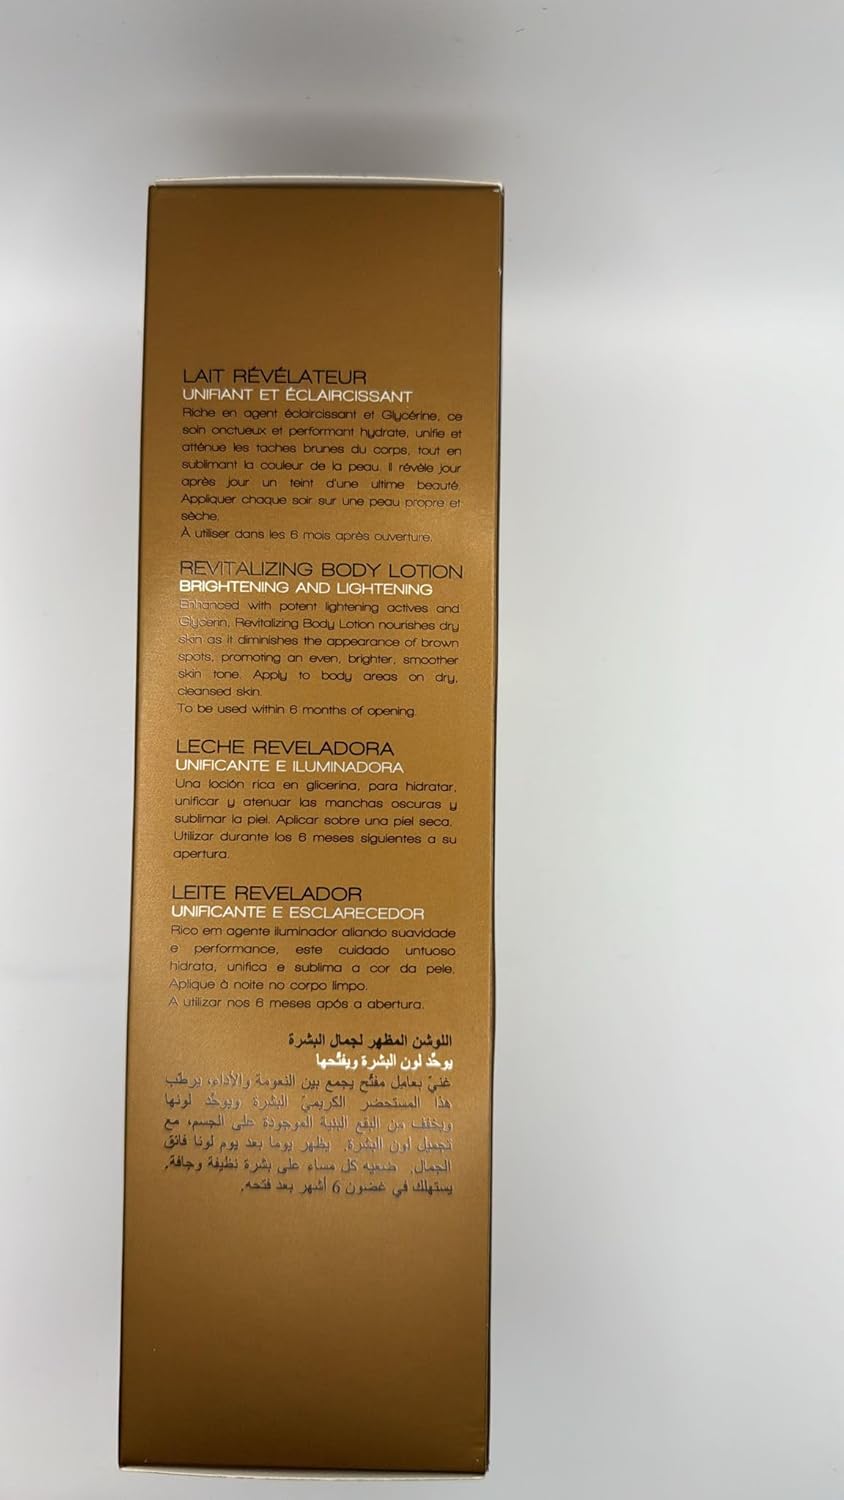 LAIT RÉVÉLATEUR
UNIFIANT ET ÉCLAIRCISSANT
Riche en agent éclaircissant et Glycérine, ce
soin onctueux et performant hydrate, unifie et
atténue les taches brunes du corps, tout en
sublimant la couleur de la peau. Il révèle jour
après jour un teint d'une ultime beauté.
Appliquer chaque soir sur une peau propre et
sèche.
À utiliser dans les 6 mois après ouverture.
REVITALIZING BODY LOTION
BRIGHTENING AND LIGHTENING
Enhanced with potent lightening actives and
Glycerin, Revitalizing Body Lotion nourishes dry
skin as it diminishes the appearance of brown
spots, promoting an even, brighter, smoother
skin tone. Apply to body areas on dry,
cleansed skin.
To be used within 6 months of opening.
LECHE REVELADORA
UNIFICANTE E ILUMINADORA
Una loción rica en glicerina, para hidratar,
unificar y atenuar las manchas oscuras y
sublimar la piel. Aplicar sobre una piel seca.
Utilizar durante los 6 meses siguientes a su
apertura.
LEITE REVELADOR
UNIFICANTE E ESCLARECEDOR
Rico em agente iluminador aliando suavidade
e performance, este cuidado untuoso
hidrata, unifica e sublima a cor da pele.
Aplique à noite no corpo limpo.
A utilizar nos 6 meses após a abertura.
اللوشن المظهر لجمال البشرة
يوحّد لون البشرة ويفتّحها
غنيّ بعامل مفتّح يجمع بين النعومة والأداء، يرطّب
هذا المستحضر الكريميّ البشرة ويوحّد لونها
ويخفف من البقع البنية الموجودة على الجسم، مع
تجميل لون البشرة. يظهر يوما بعد يوم لونا فائق
الجمال. ضعيه كل مساء على بشرة نظيفة وجافة.
يستهلك في غضون 6 أشهر بعد فتحه.